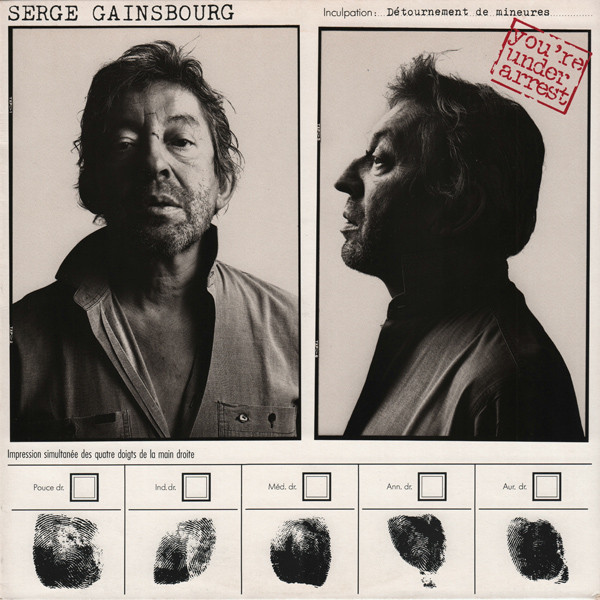 SERGE GAINSBOURG
Inculpation: Détournement de mineures
you're
under
arrest
Impression simultanée des quatre doigts de la main droite
Pouce dr.
Ind. dr.
Méd. dr.
Ann. dr.
Aur. dr.